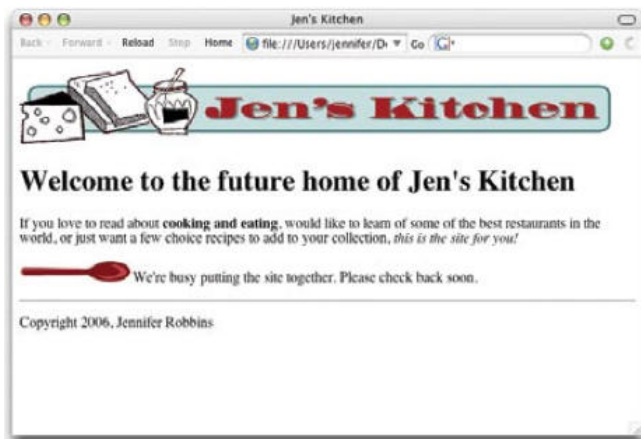 Jen's Kitchen
Back Forward Reload Stop Home file:///Users/jennifer/De Go G
Jen's Kitchen
Welcome to the future home of Jen's Kitchen
If you love to read about cooking and eating, would like to learn of some of the best restaurants in the
world, or just want a few choice recipes to add to your collection, this is the site for you!
We're busy putting the site together. Please check back soon.
Copyright 2006, Jennifer Robbins